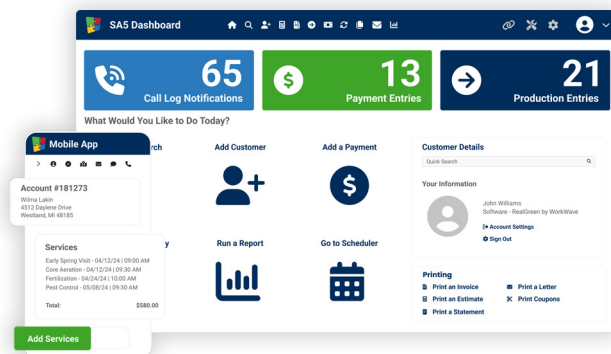 SA5 Dashboard
65
Call Log Notifications
13
Payment Entries
21
Production Entries
What Would You Like to Do Today?
Add Customer
Add a Payment
Run a Report
Go to Scheduler
Customer Details
Quick Search
Your Information
John Williams
Software - RealGreen by WorkWave
Account Settings
Sign Out
Printing
Print an Invoice
Print a Letter
Print an Estimate
Print Coupons
Print a Statement
Mobile App
Account #181273
Wilma Lakin
4512 Daylene Drive
Westland, MI 48185
Services
Early Spring Visit - 04/12/24 | 09:00 AM
Core Aeration - 04/12/24 | 09:30 AM
Fertilization - 04/24/24 | 10:00 AM
Pest Control - 05/08/24 | 09:30 AM
Total: $580.00
Add Services